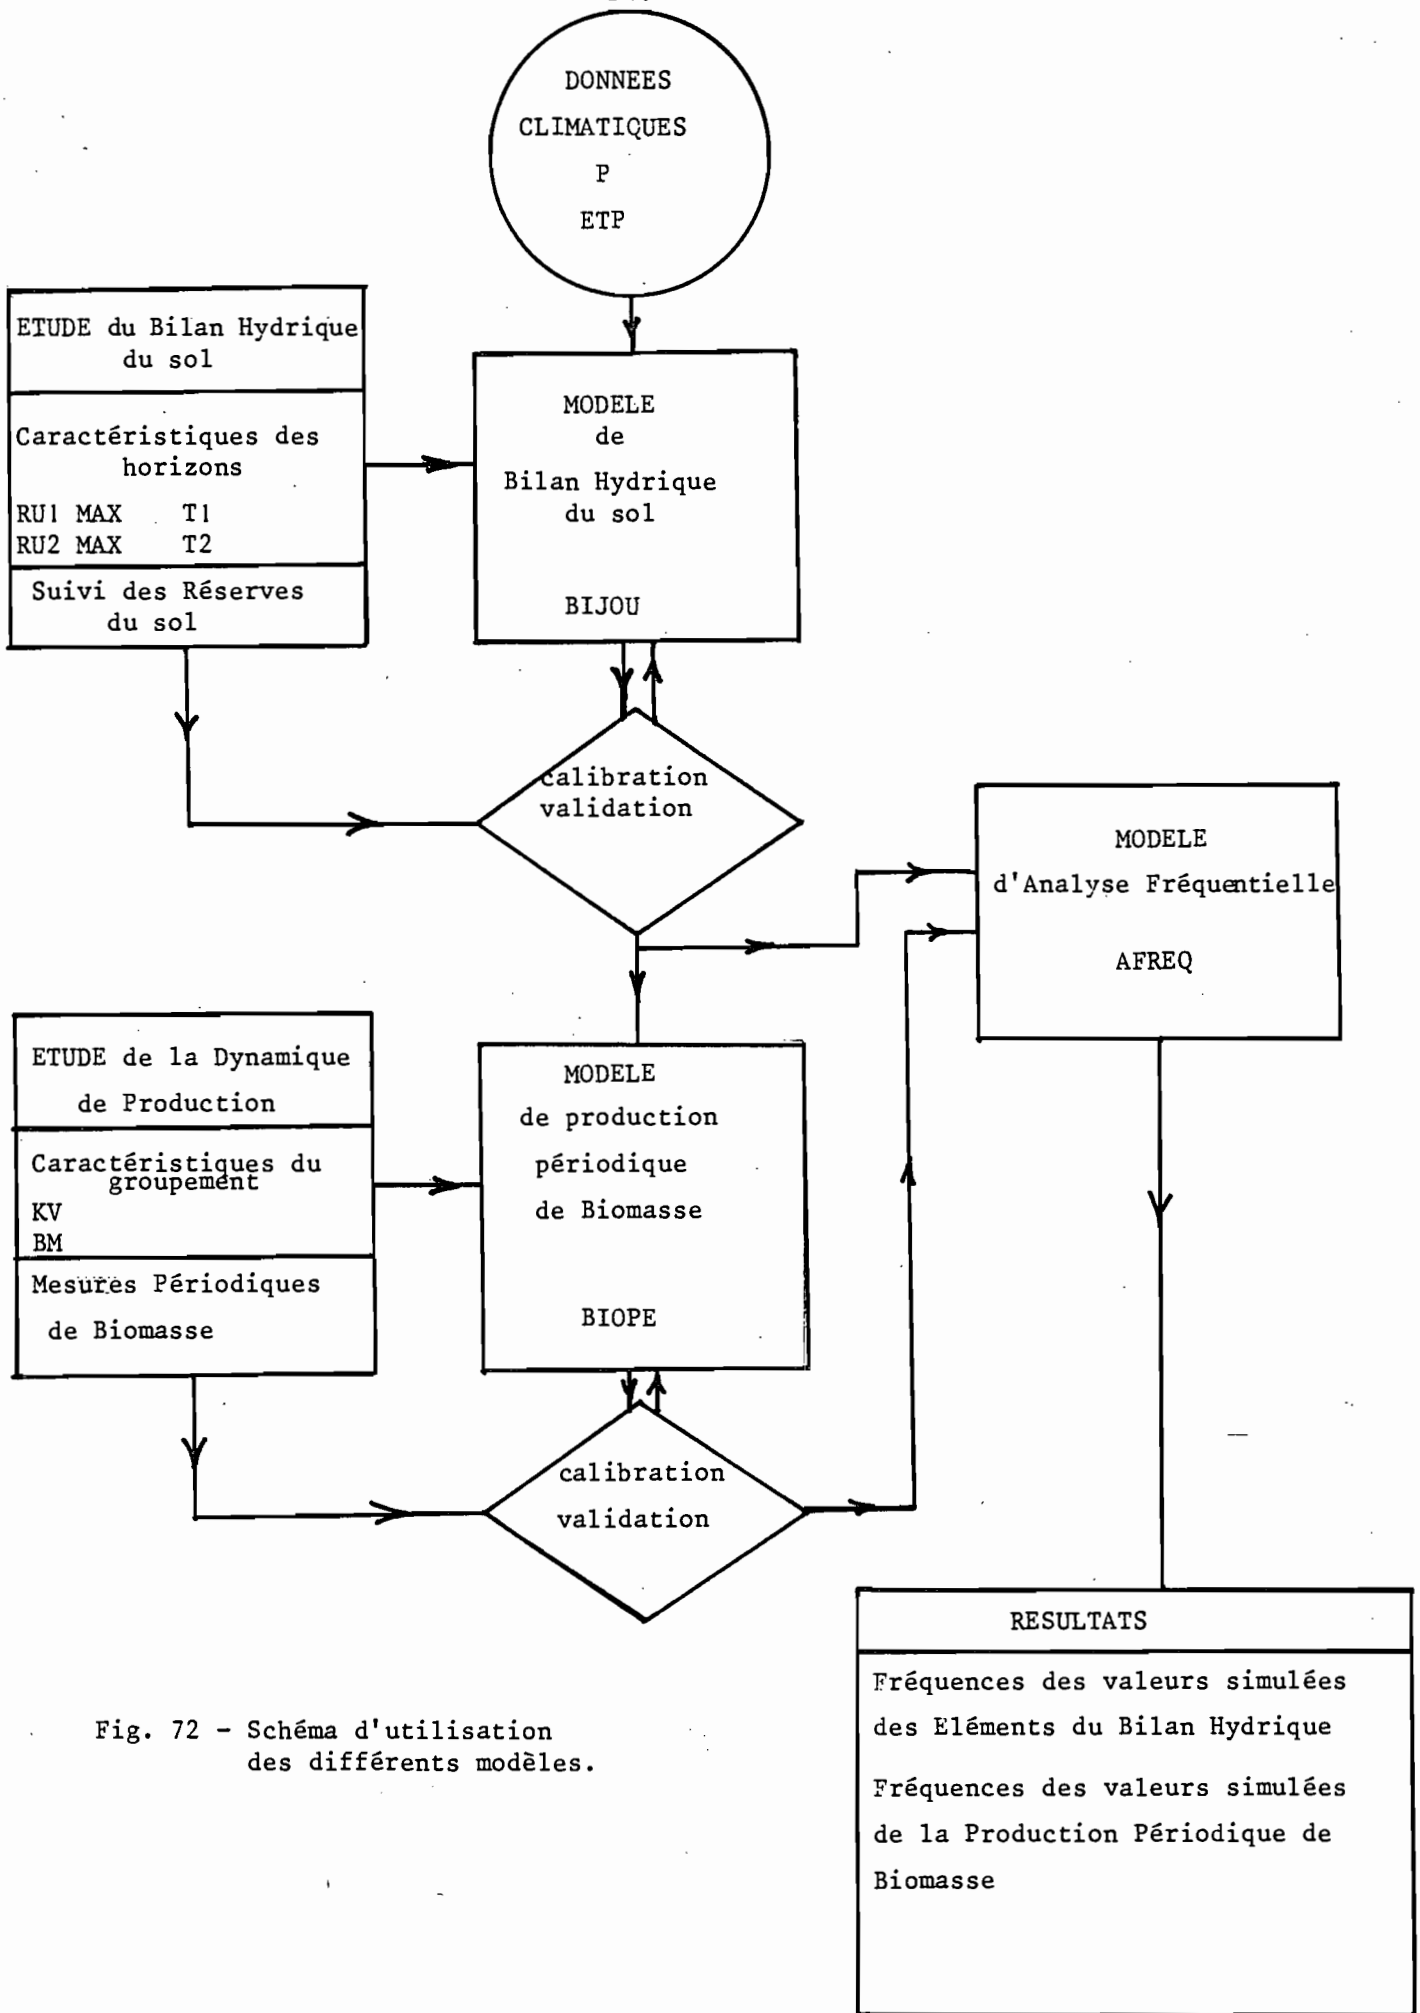 DONNEES
CLIMATIQUES
P
ETP
ETUDE du Bilan Hydrique
du sol
Caractéristiques des
horizons
RU1 MAX T1
RU2 MAX T2
Suivi des Réserves
du sol
MODELE
de
Bilan Hydrique
du sol
BIJOU
calibration
validation
MODELE
d'Analyse Fréquentielle
AFREQ
ETUDE de la Dynamique
de Production
Caractéristiques du
groupement
KV
BM
Mesures Périodiques
de Biomasse
MODELE
de production
périodique
de Biomasse
BIOPE
calibration
validation
RESULTATS
Fréquences des valeurs simulées
des Eléments du Bilan Hydrique
Fréquences des valeurs simulées
de la Production Périodique de
Biomasse
Fig. 72 - Schéma d'utilisation
des différents modèles.